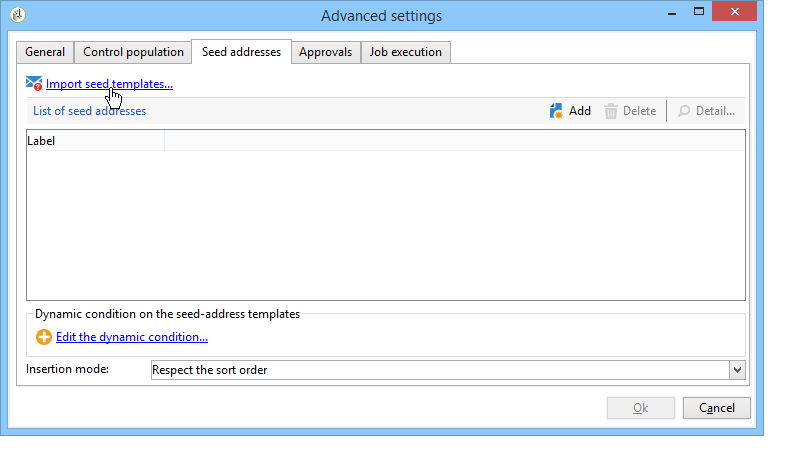 Advanced settings
General Control population Seed addresses Approvals Job execution
Import seed templates...
List of seed addresses Add Delete Detail...
Label
Dynamic condition on the seed-address templates
Edit the dynamic condition...
Insertion mode: Respect the sort order
Ok Cancel